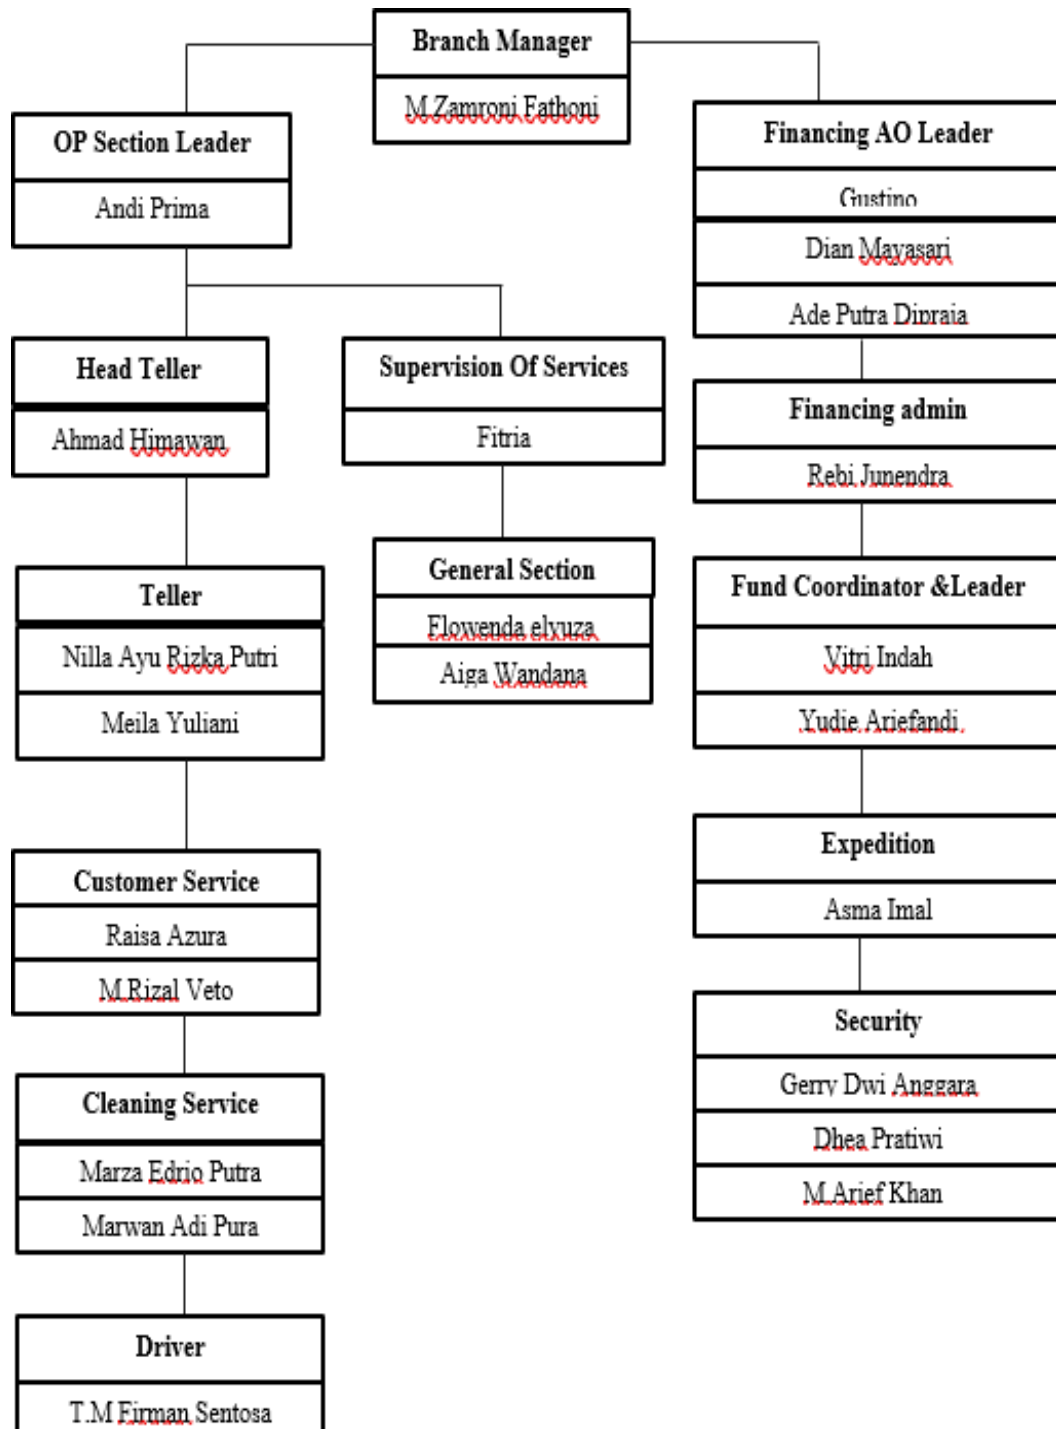 Branch Manager
M.Zamroni Fathoni
OP Section Leader
Andi Prima
Financing AO Leader
Gustino
Dian Mayasari
Ade Putra Dipraja
Head Teller
Ahmad Himawan
Supervision Of Services
Fitria
Financing admin
Rebi Junendra
Teller
Nilla Ayu Rizka Putri
Meila Yuliani
General Section
Flowenda elyuza
Aiga Wandana
Fund Coordinator &Leader
Vitri Indah
Yudie Ariefandi
Customer Service
Raisa Azura
M.Rizal Veto
Expedition
Asma Imal
Cleaning Service
Marza Edrio Putra
Marwan Adi Pura
Security
Gerry Dwi Anggara
Dhea Pratiwi
M.Arief Khan
Driver
T.M Firman Sentosa